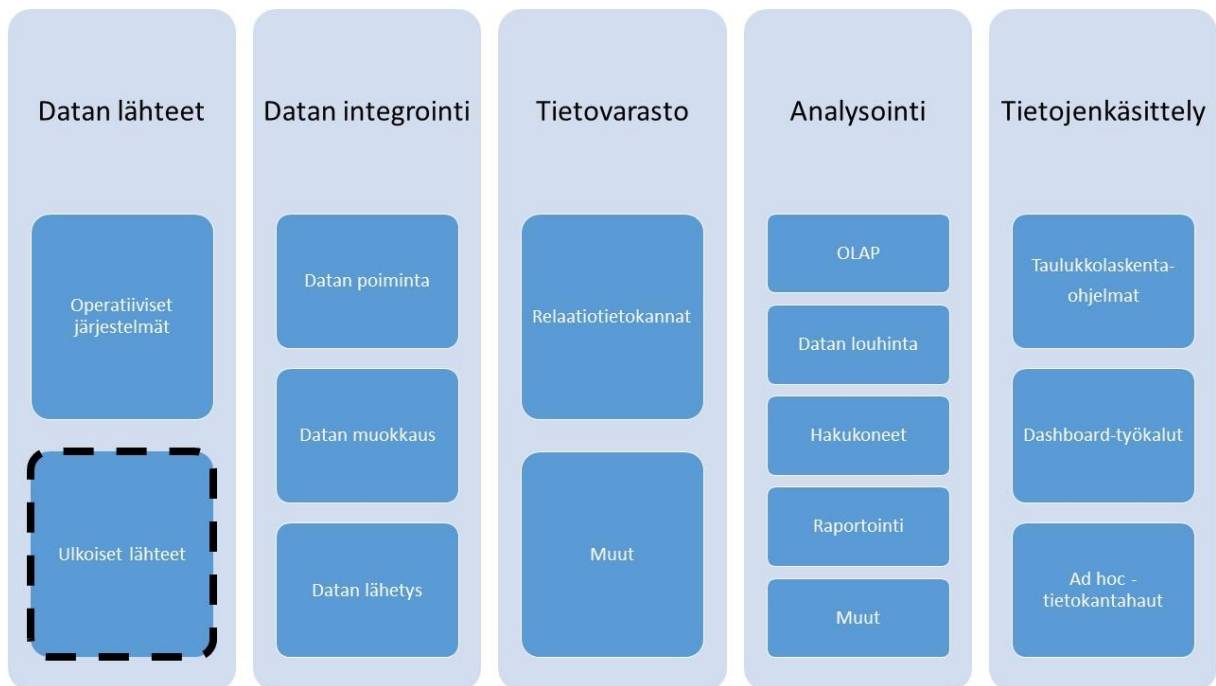 Datan lähteet
Operatiiviset
järjestelmät
Ulkoiset lähteet
Datan integrointi
Datan poiminta
Datan muokkaus
Datan lähetys
Tietovarasto
Relaatiotietokannat
Muut
Analysointi
OLAP
Datan louhinta
Hakukoneet
Raportointi
Muut
Tietojenkäsittely
Taulukkolaskenta-
ohjelmat
Dashboard-työkalut
Ad hoc -
tietokantahaut